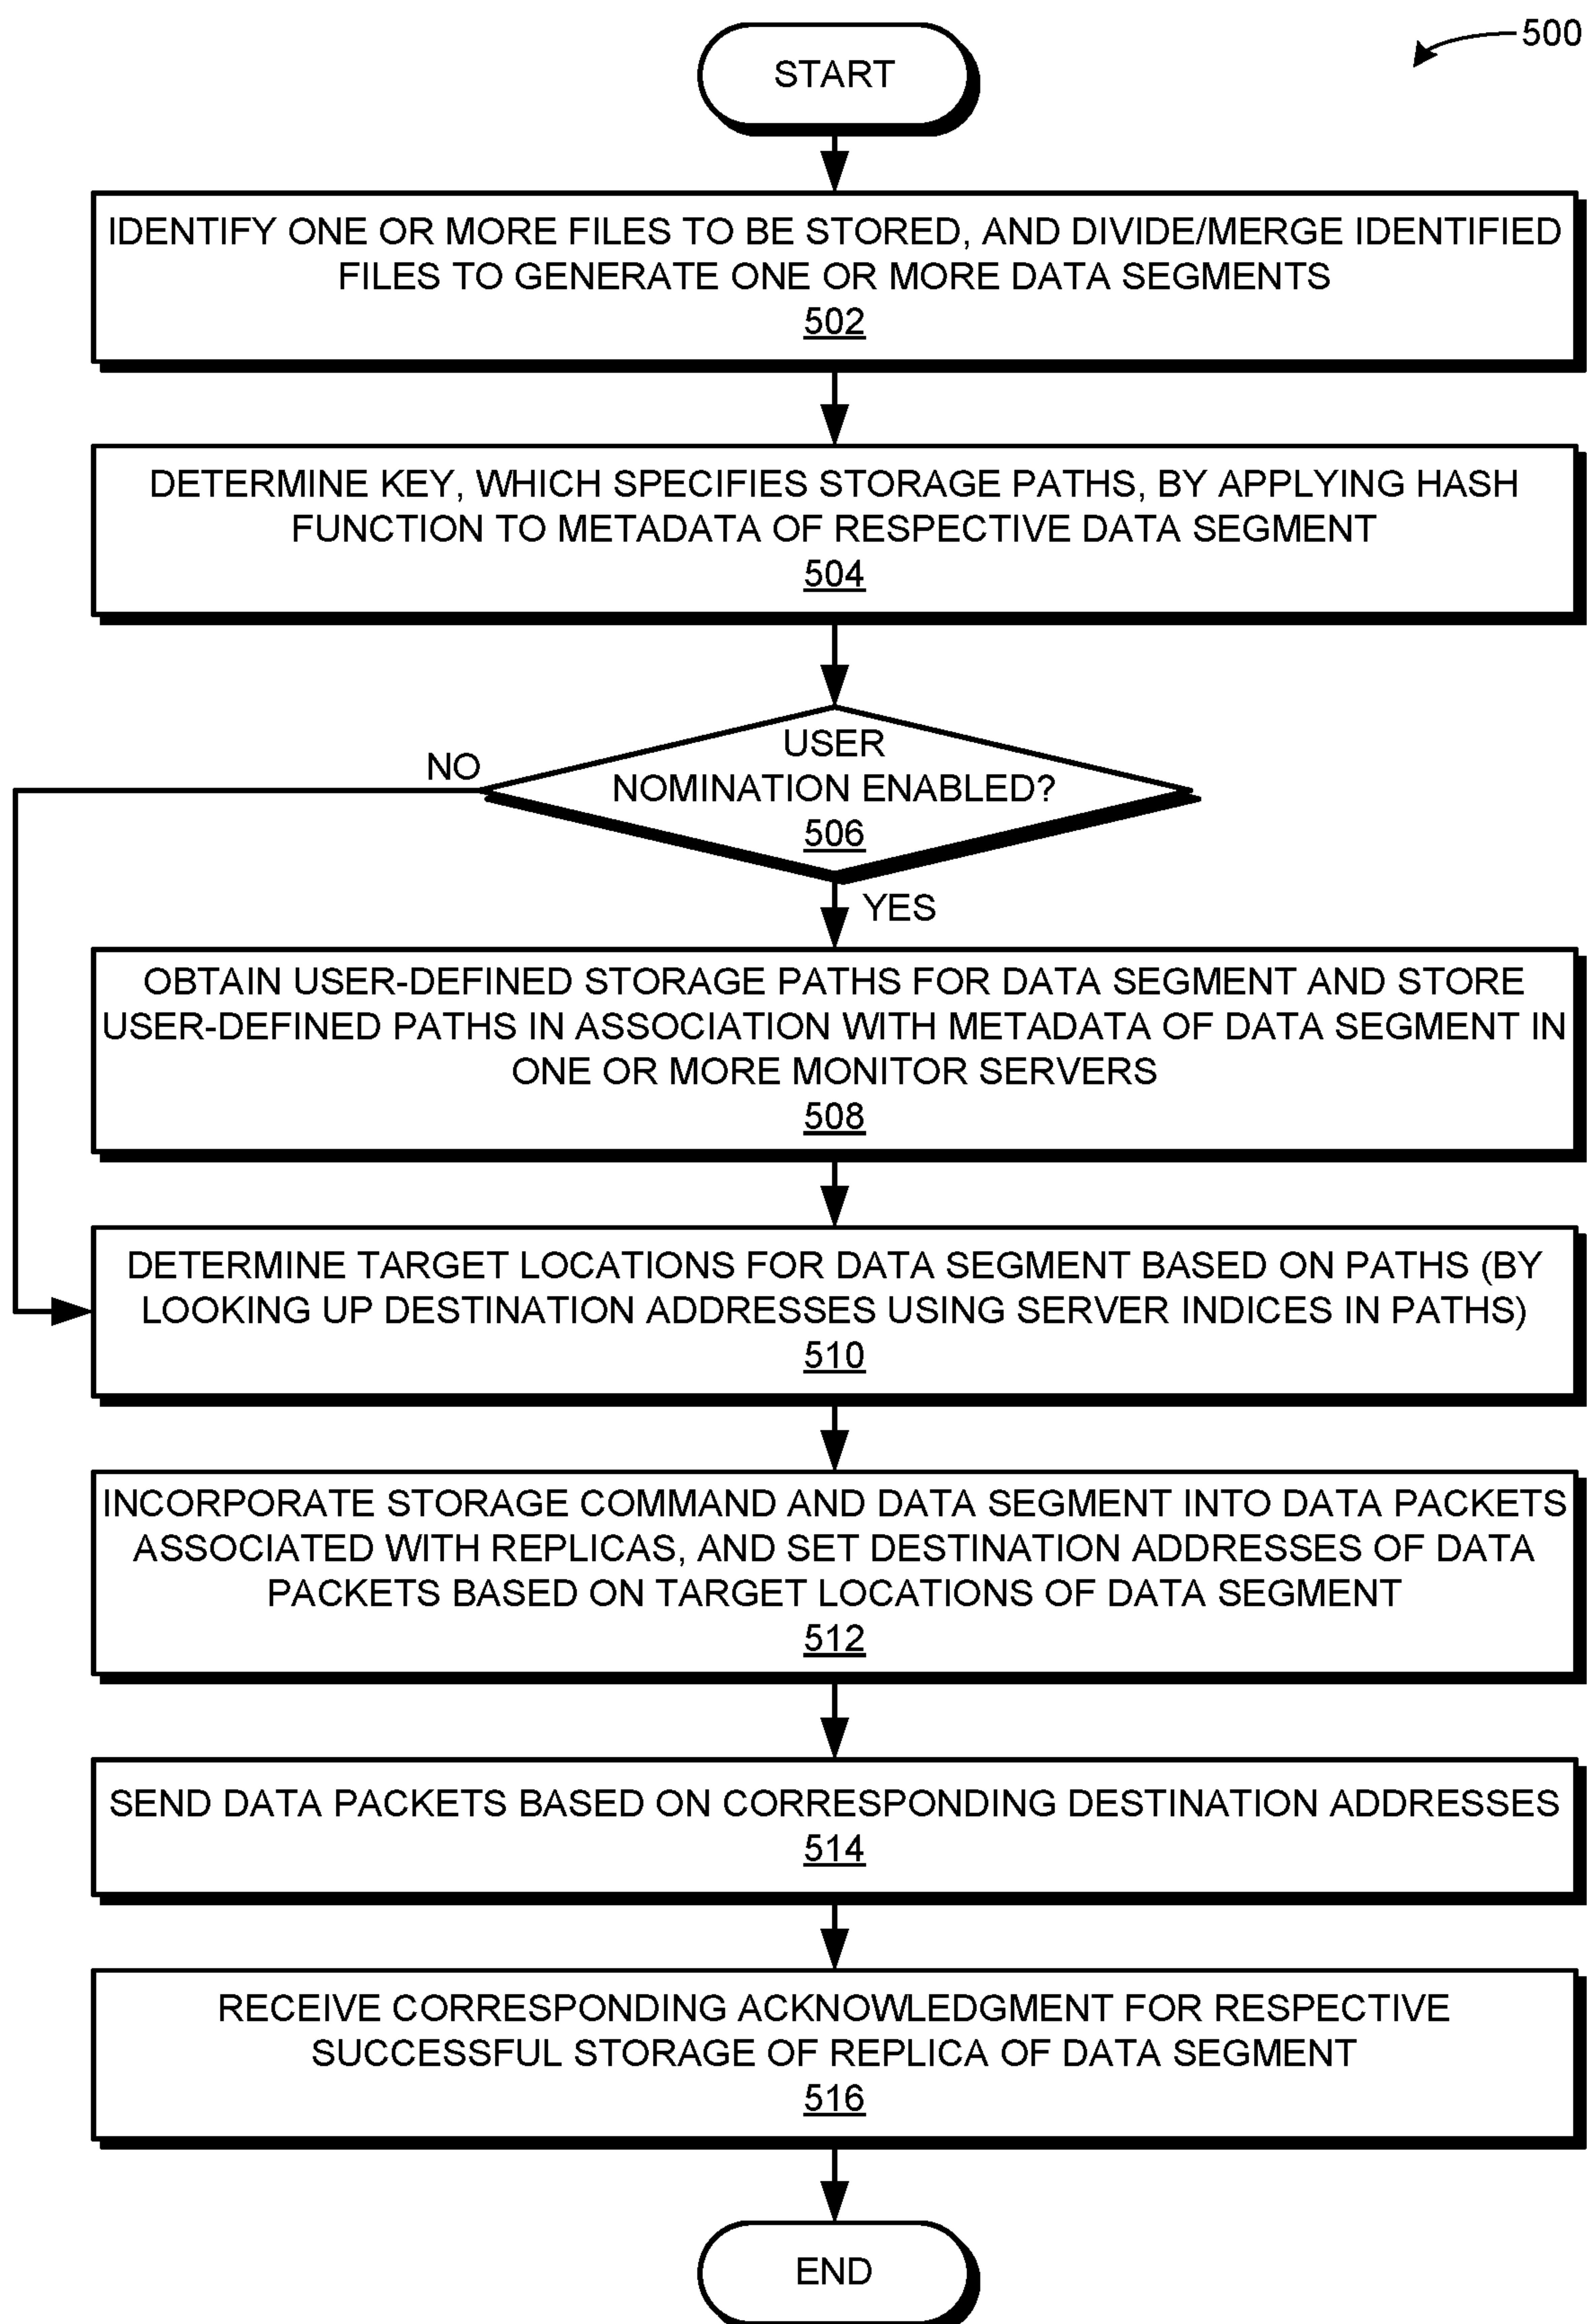 500
START
IDENTIFY ONE OR MORE FILES TO BE STORED, AND DIVIDE/MERGE IDENTIFIED
FILES TO GENERATE ONE OR MORE DATA SEGMENTS
502
DETERMINE KEY, WHICH SPECIFIES STORAGE PATHS, BY APPLYING HASH
FUNCTION TO METADATA OF RESPECTIVE DATA SEGMENT
504
USER
NOMINATION ENABLED?
506
NO
YES
OBTAIN USER-DEFINED STORAGE PATHS FOR DATA SEGMENT AND STORE
USER-DEFINED PATHS IN ASSOCIATION WITH METADATA OF DATA SEGMENT IN
ONE OR MORE MONITOR SERVERS
508
DETERMINE TARGET LOCATIONS FOR DATA SEGMENT BASED ON PATHS (BY
LOOKING UP DESTINATION ADDRESSES USING SERVER INDICES IN PATHS)
510
INCORPORATE STORAGE COMMAND AND DATA SEGMENT INTO DATA PACKETS
ASSOCIATED WITH REPLICAS, AND SET DESTINATION ADDRESSES OF DATA
PACKETS BASED ON TARGET LOCATIONS OF DATA SEGMENT
512
SEND DATA PACKETS BASED ON CORRESPONDING DESTINATION ADDRESSES
514
RECEIVE CORRESPONDING ACKNOWLEDGMENT FOR RESPECTIVE
SUCCESSFUL STORAGE OF REPLICA OF DATA SEGMENT
516
END